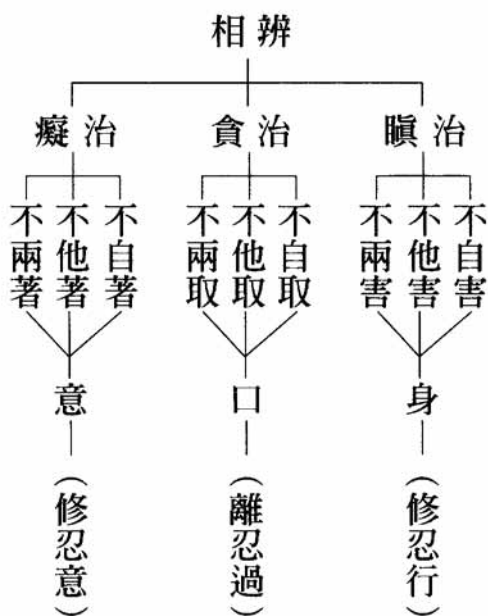 辨相
治瞋
治貪
治癡
不自害
不他害
不兩害
不自取
不他取
不兩取
不自著
不他著
不兩著
身
口
意
(修忍行)
(離忍過)
(修忍意)